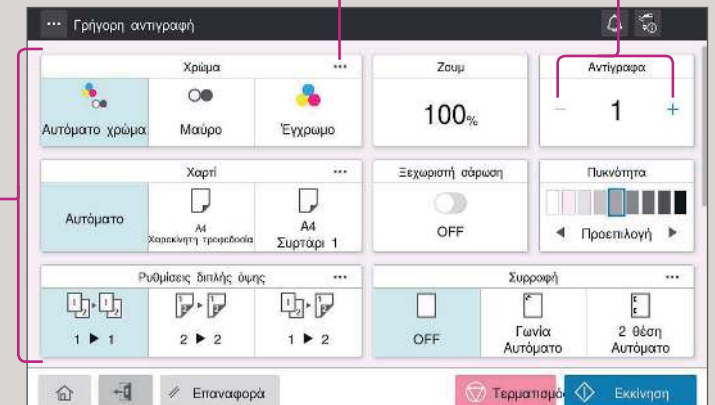 ... Γρήγορη αντιγραφή
Χρώμα ...
Ζουμ
Αντίγραφα
Αυτόματο χρώμα
Μαύρο
Έγχρωμο
100%
− 1 +
Χαρτί ...
Ξεχωριστή σάρωση
Πυκνότητα
Αυτόματο
A4
Χειροκίνητη τροφοδοσία
A4
Συρτάρι 1
OFF
◀ Προεπιλογή ▶
Ρυθμίσεις διπλής όψης ...
Συρραφή ...
1 ▶ 1
2 ▶ 2
1 ▶ 2
OFF
Γωνία
Αυτόματο
2 θέση
Αυτόματο
Επαναφορά
Τερματισμό
Εκκίνηση